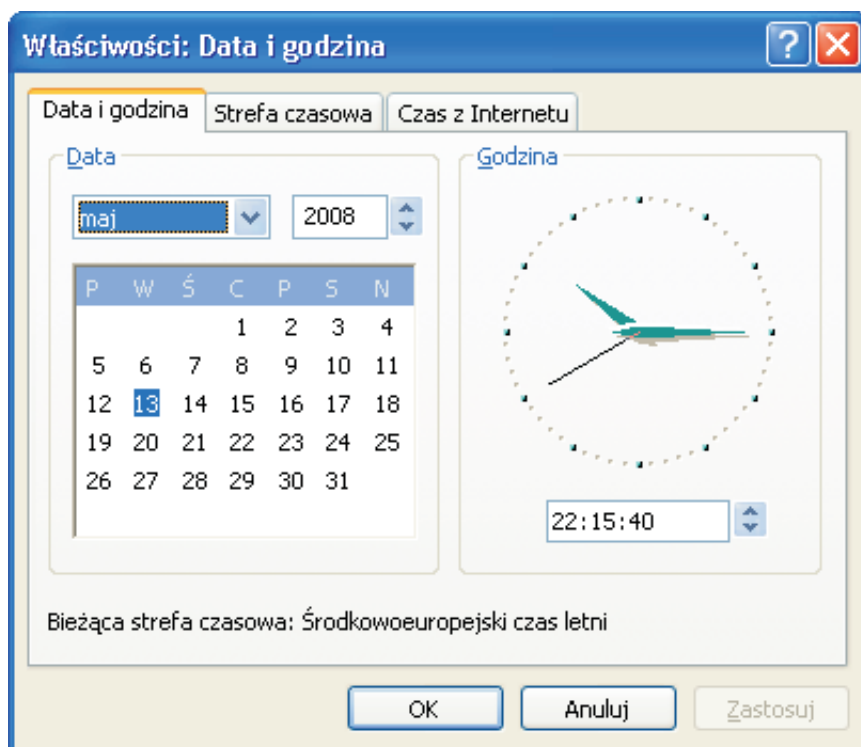 Właściwości: Data i godzina
Data i godzina Strefa czasowa Czas z Internetu
Data
maj 2008
P W Ś C P S N
1 2 3 4
5 6 7 8 9 10 11
12 13 14 15 16 17 18
19 20 21 22 23 24 25
26 27 28 29 30 31
Godzina
22:15:40
Bieżąca strefa czasowa: Środkowoeuropejski czas letni
OK Anuluj Zastosuj